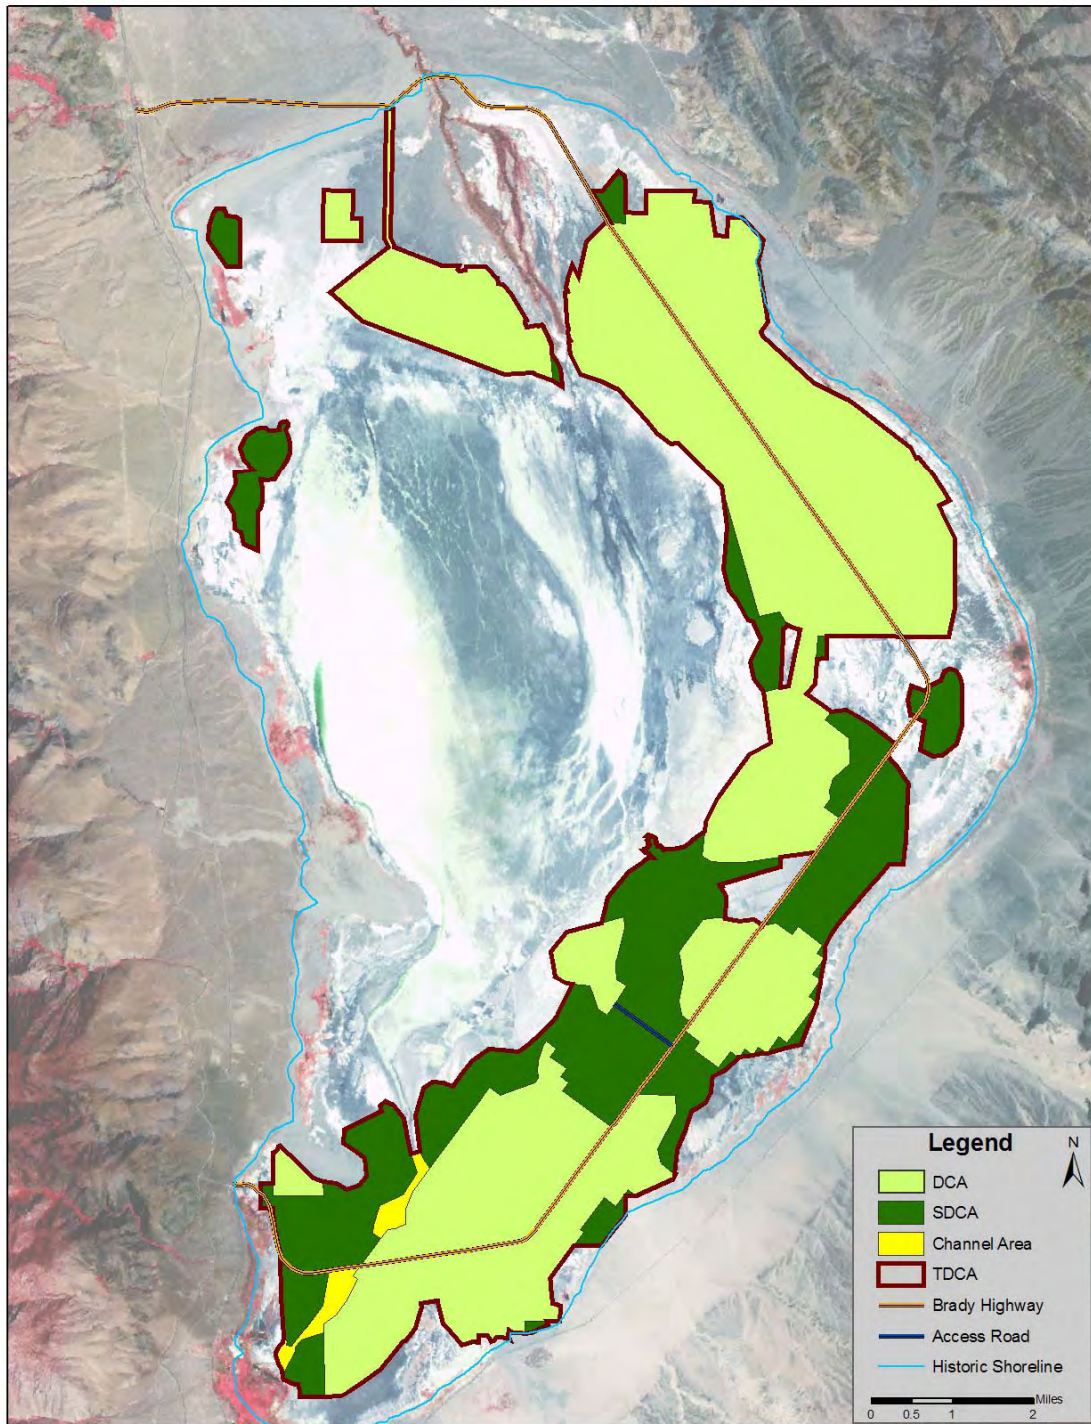 Legend
N
DCA
SDCA
Channel Area
TDCA
Brady Highway
Access Road
Historic Shoreline
Miles
0 0.5 1 2